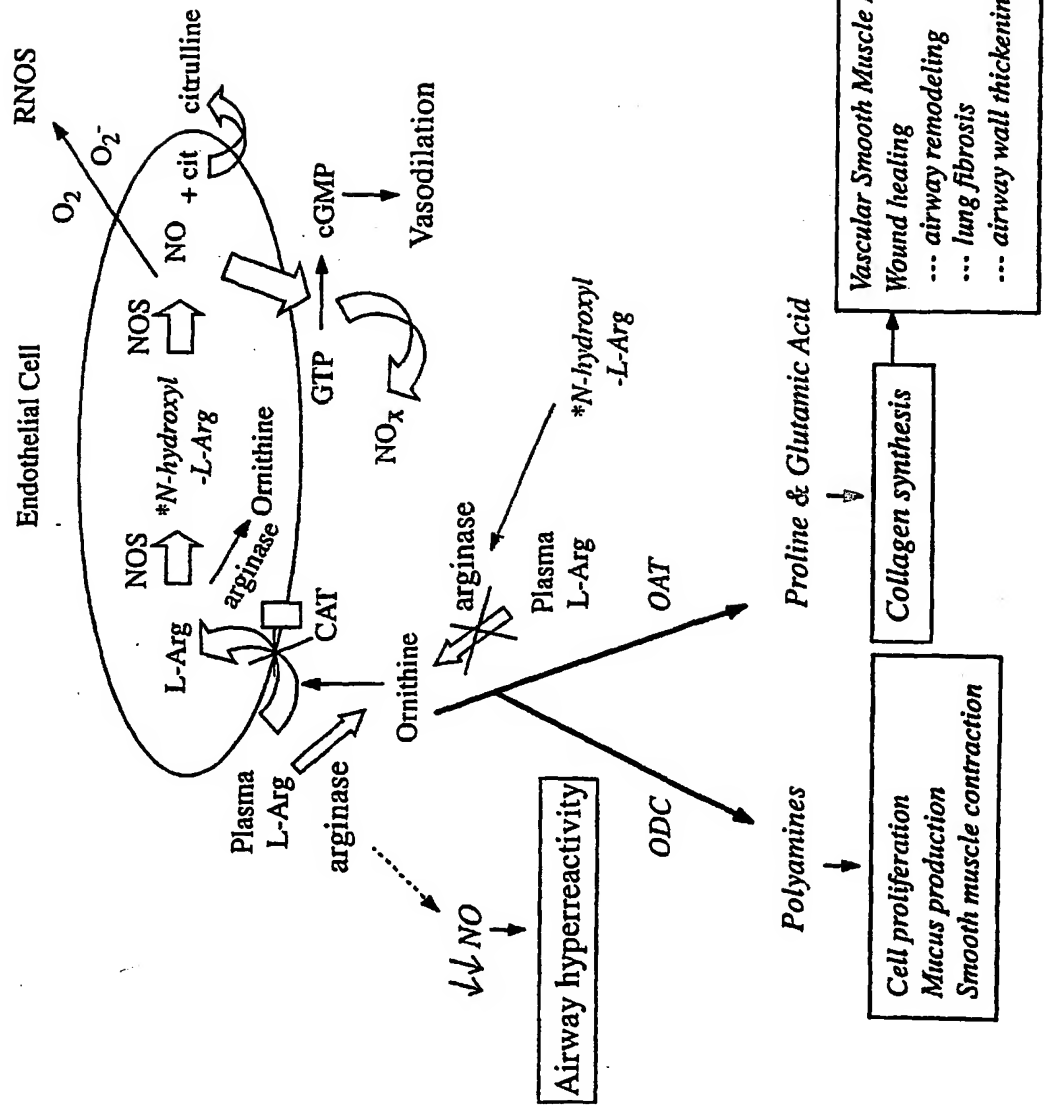 Endothelial Cell
RNOS
O₂
O₂⁻
NO
+ cit
citrulline
NOS
*N-hydroxyl
-L-Arg
NOS
L-Arg
arginase
Ornithine
CAT
GTP
cGMP
Vasodilation
NOx
*N-hydroxyl
-L-Arg
Plasma
L-Arg
arginase
Ornithine
arginase
Plasma
L-Arg
↓↓NO
Airway hyperreactivity
ODC
OAT
Polyamines
Cell proliferation
Mucus production
Smooth muscle contraction
Proline & Glutamic Acid
Collagen synthesis
Vascular Smooth Muscle
Wound healing
--- airway remodeling
--- lung fibrosis
--- airway wall thickenin